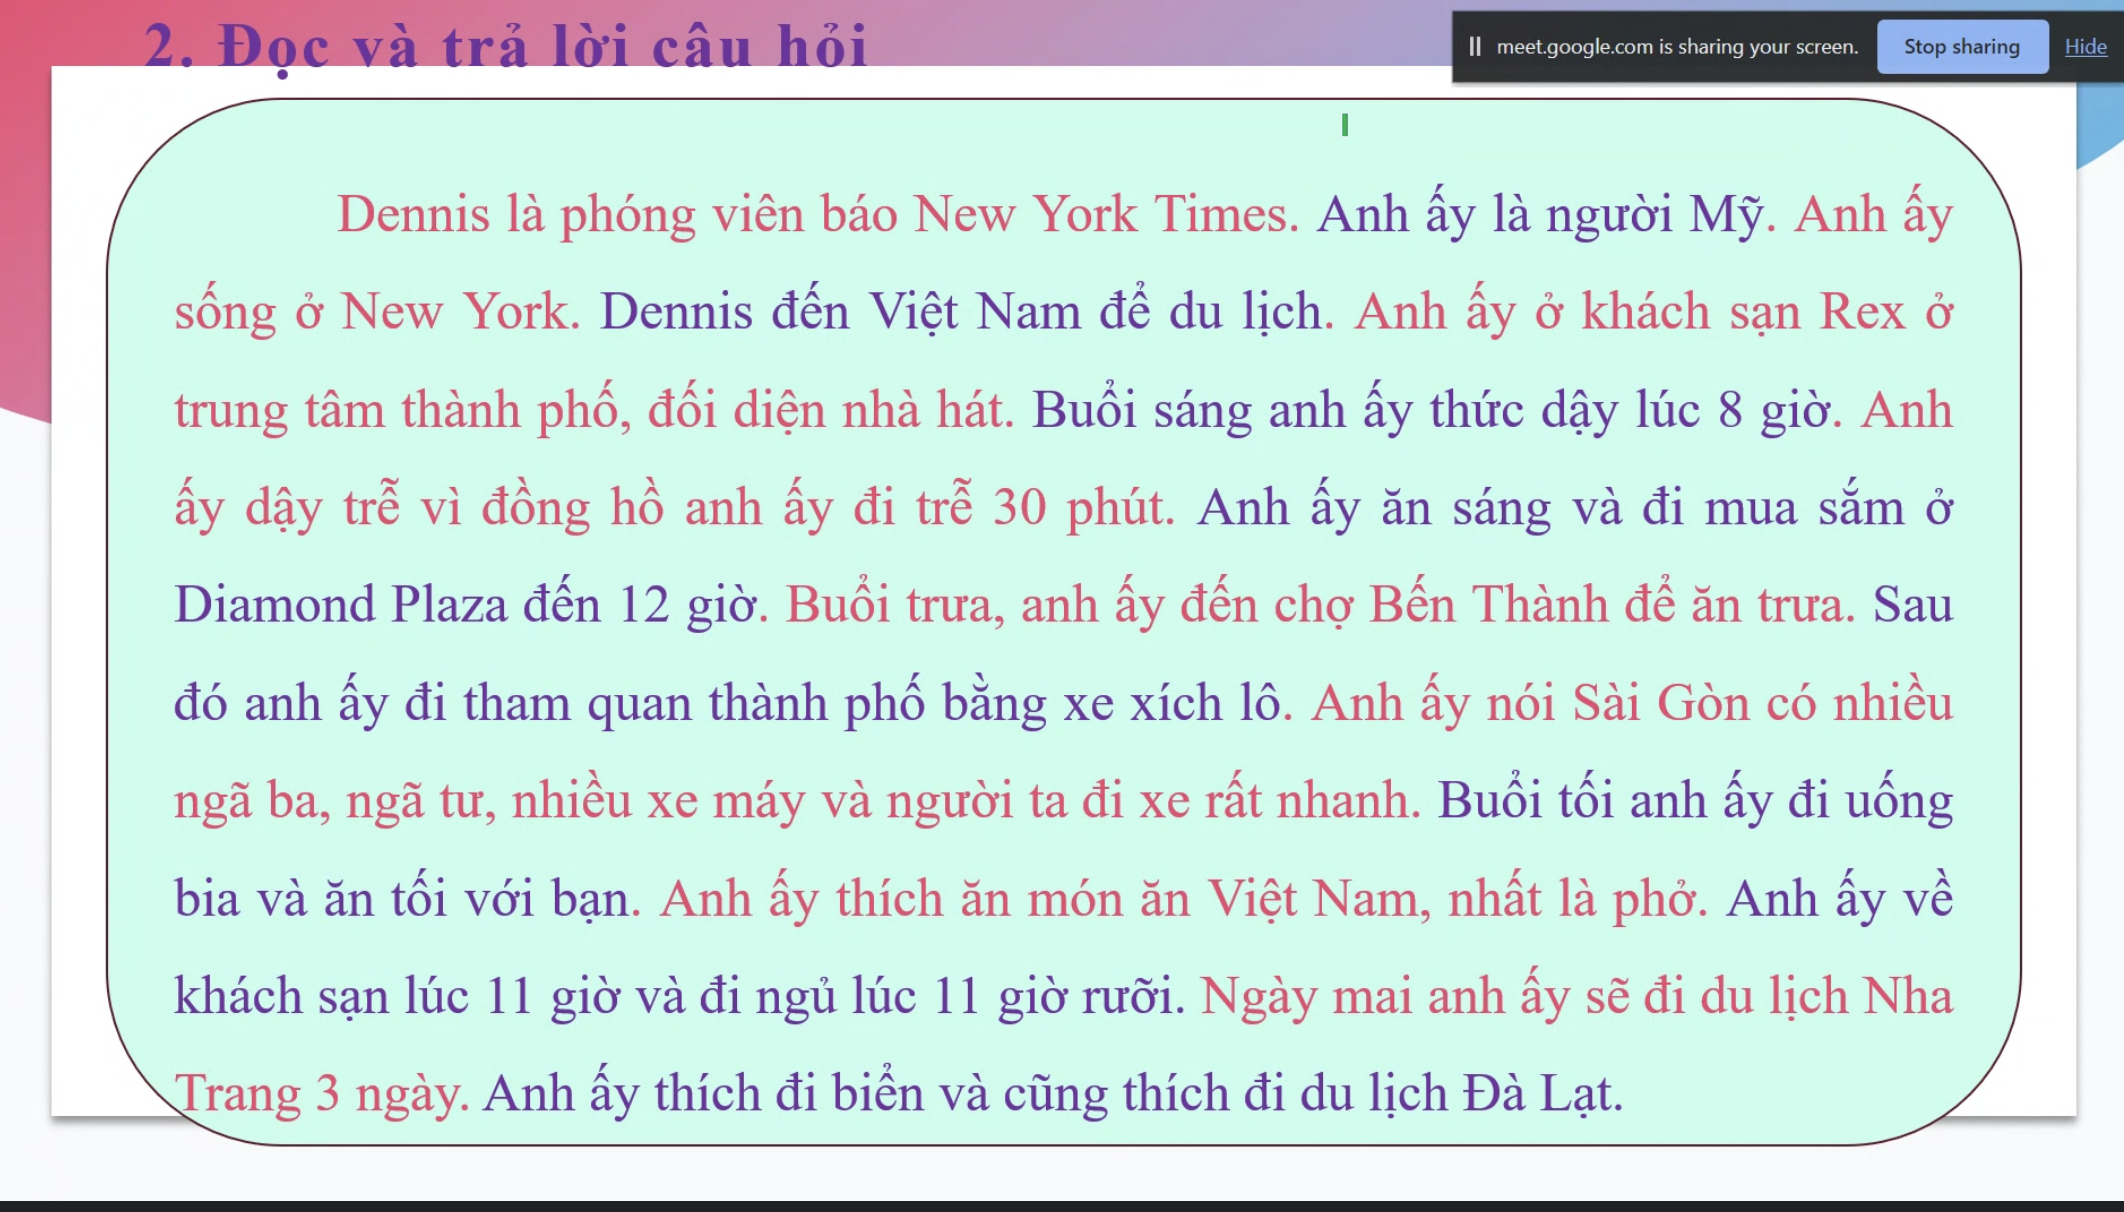 2. Đọc và trả lời câu hỏi
meet.google.com is sharing your screen. Stop sharing Hide
Dennis là phóng viên báo New York Times. Anh ấy là người Mỹ. Anh ấy
sống ở New York. Dennis đến Việt Nam để du lịch. Anh ấy ở khách sạn Rex ở
trung tâm thành phố, đối diện nhà hát. Buổi sáng anh ấy thức dậy lúc 8 giờ. Anh
ấy dậy trễ vì đồng hồ anh ấy đi trễ 30 phút. Anh ấy ăn sáng và đi mua sắm ở
Diamond Plaza đến 12 giờ. Buổi trưa, anh ấy đến chợ Bến Thành để ăn trưa. Sau
đó anh ấy đi tham quan thành phố bằng xe xích lô. Anh ấy nói Sài Gòn có nhiều
ngã ba, ngã tư, nhiều xe máy và người ta đi xe rất nhanh. Buổi tối anh ấy đi uống
bia và ăn tối với bạn. Anh ấy thích ăn món ăn Việt Nam, nhất là phở. Anh ấy về
khách sạn lúc 11 giờ và đi ngủ lúc 11 giờ rưỡi. Ngày mai anh ấy sẽ đi du lịch Nha
Trang 3 ngày. Anh ấy thích đi biển và cũng thích đi du lịch Đà Lạt.